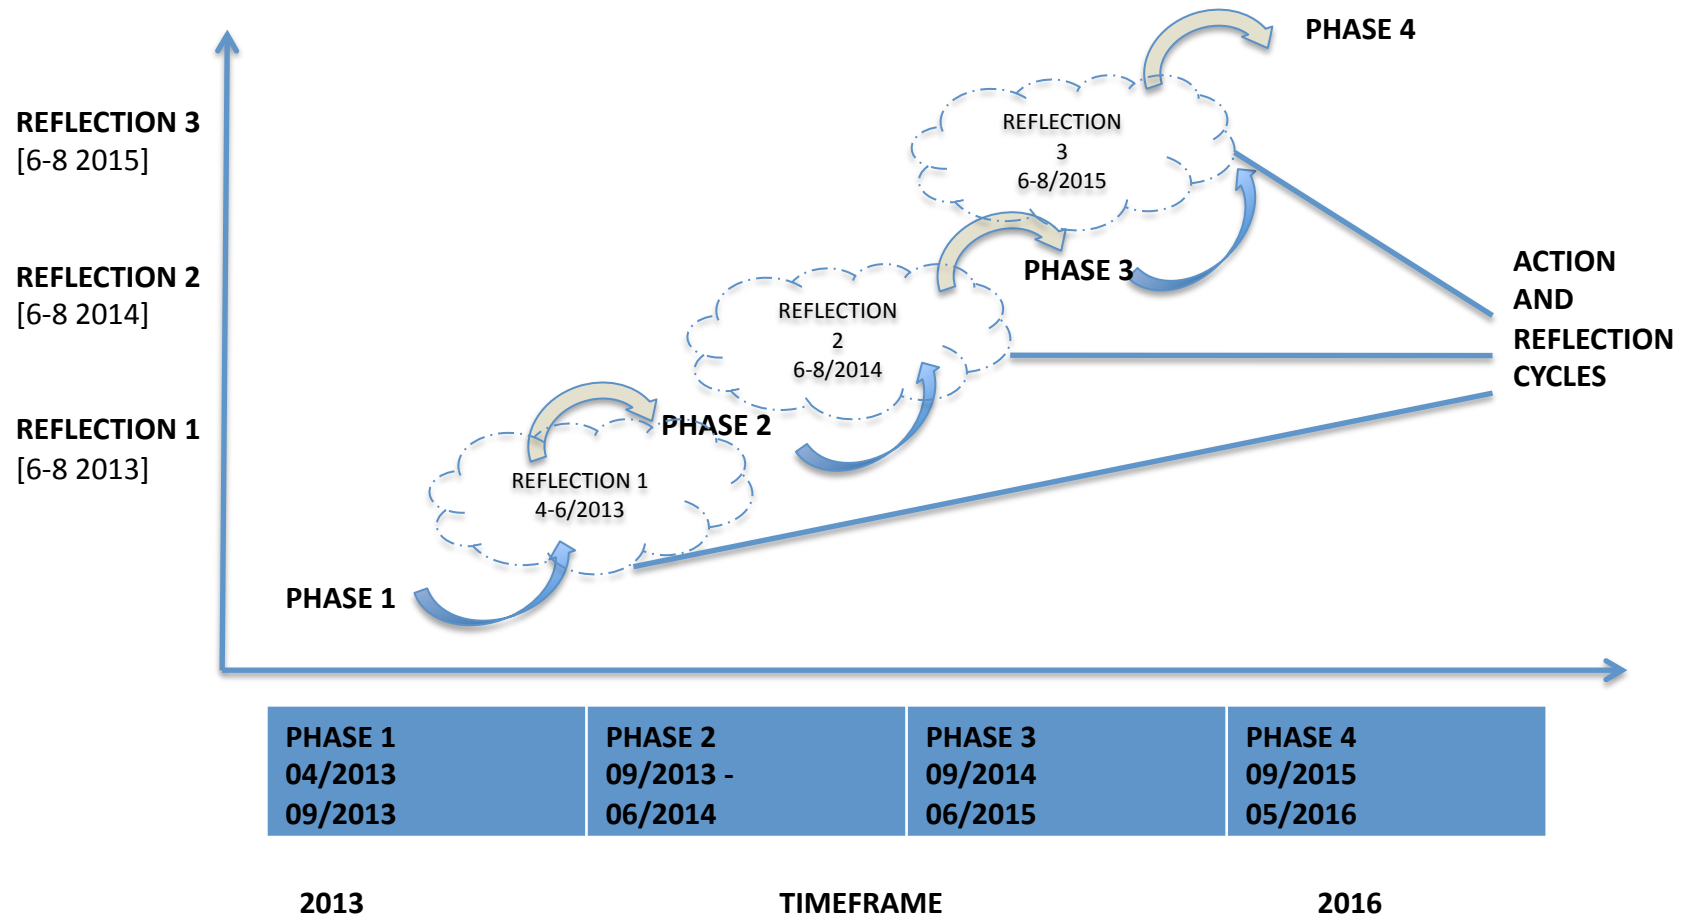 PHASE 4
REFLECTION 3
[6-8 2015]
REFLECTION
3
6-8/2015
REFLECTION 2
[6-8 2014]
REFLECTION
2
6-8/2014
PHASE 3
ACTION
AND
REFLECTION
CYCLES
REFLECTION 1
[6-8 2013]
PHASE 2
REFLECTION 1
4-6/2013
PHASE 1
PHASE 1
04/2013
09/2013
PHASE 2
09/2013 -
06/2014
PHASE 3
09/2014
06/2015
PHASE 4
09/2015
05/2016
2013
TIMEFRAME
2016